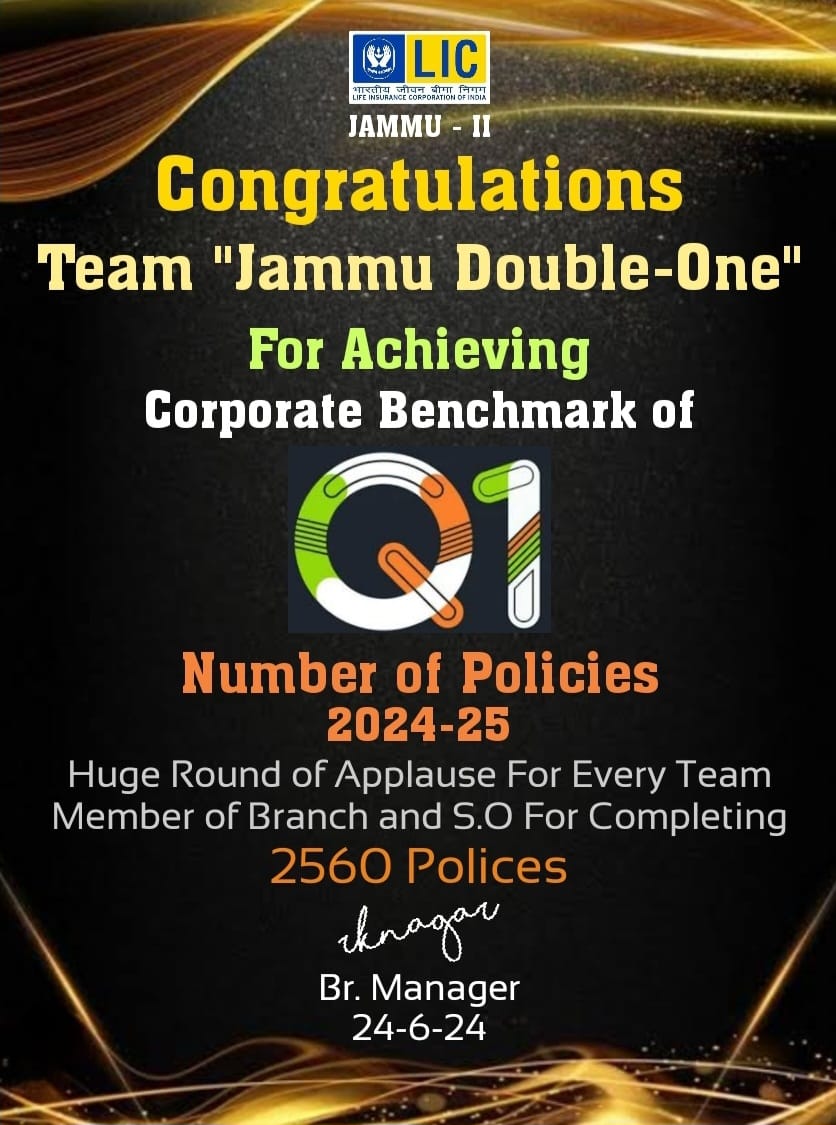 LIC
भारतीय जीवन बीमा निगम
LIFE INSURANCE CORPORATION OF INDIA
JAMMU - II
Congratulations
Team "Jammu Double-One"
For Achieving
Corporate Benchmark of
Q1
Number of Policies
2024-25
Huge Round of Applause For Every Team
Member of Branch and S.O For Completing
2560 Polices
rknagar
Br. Manager
24-6-24